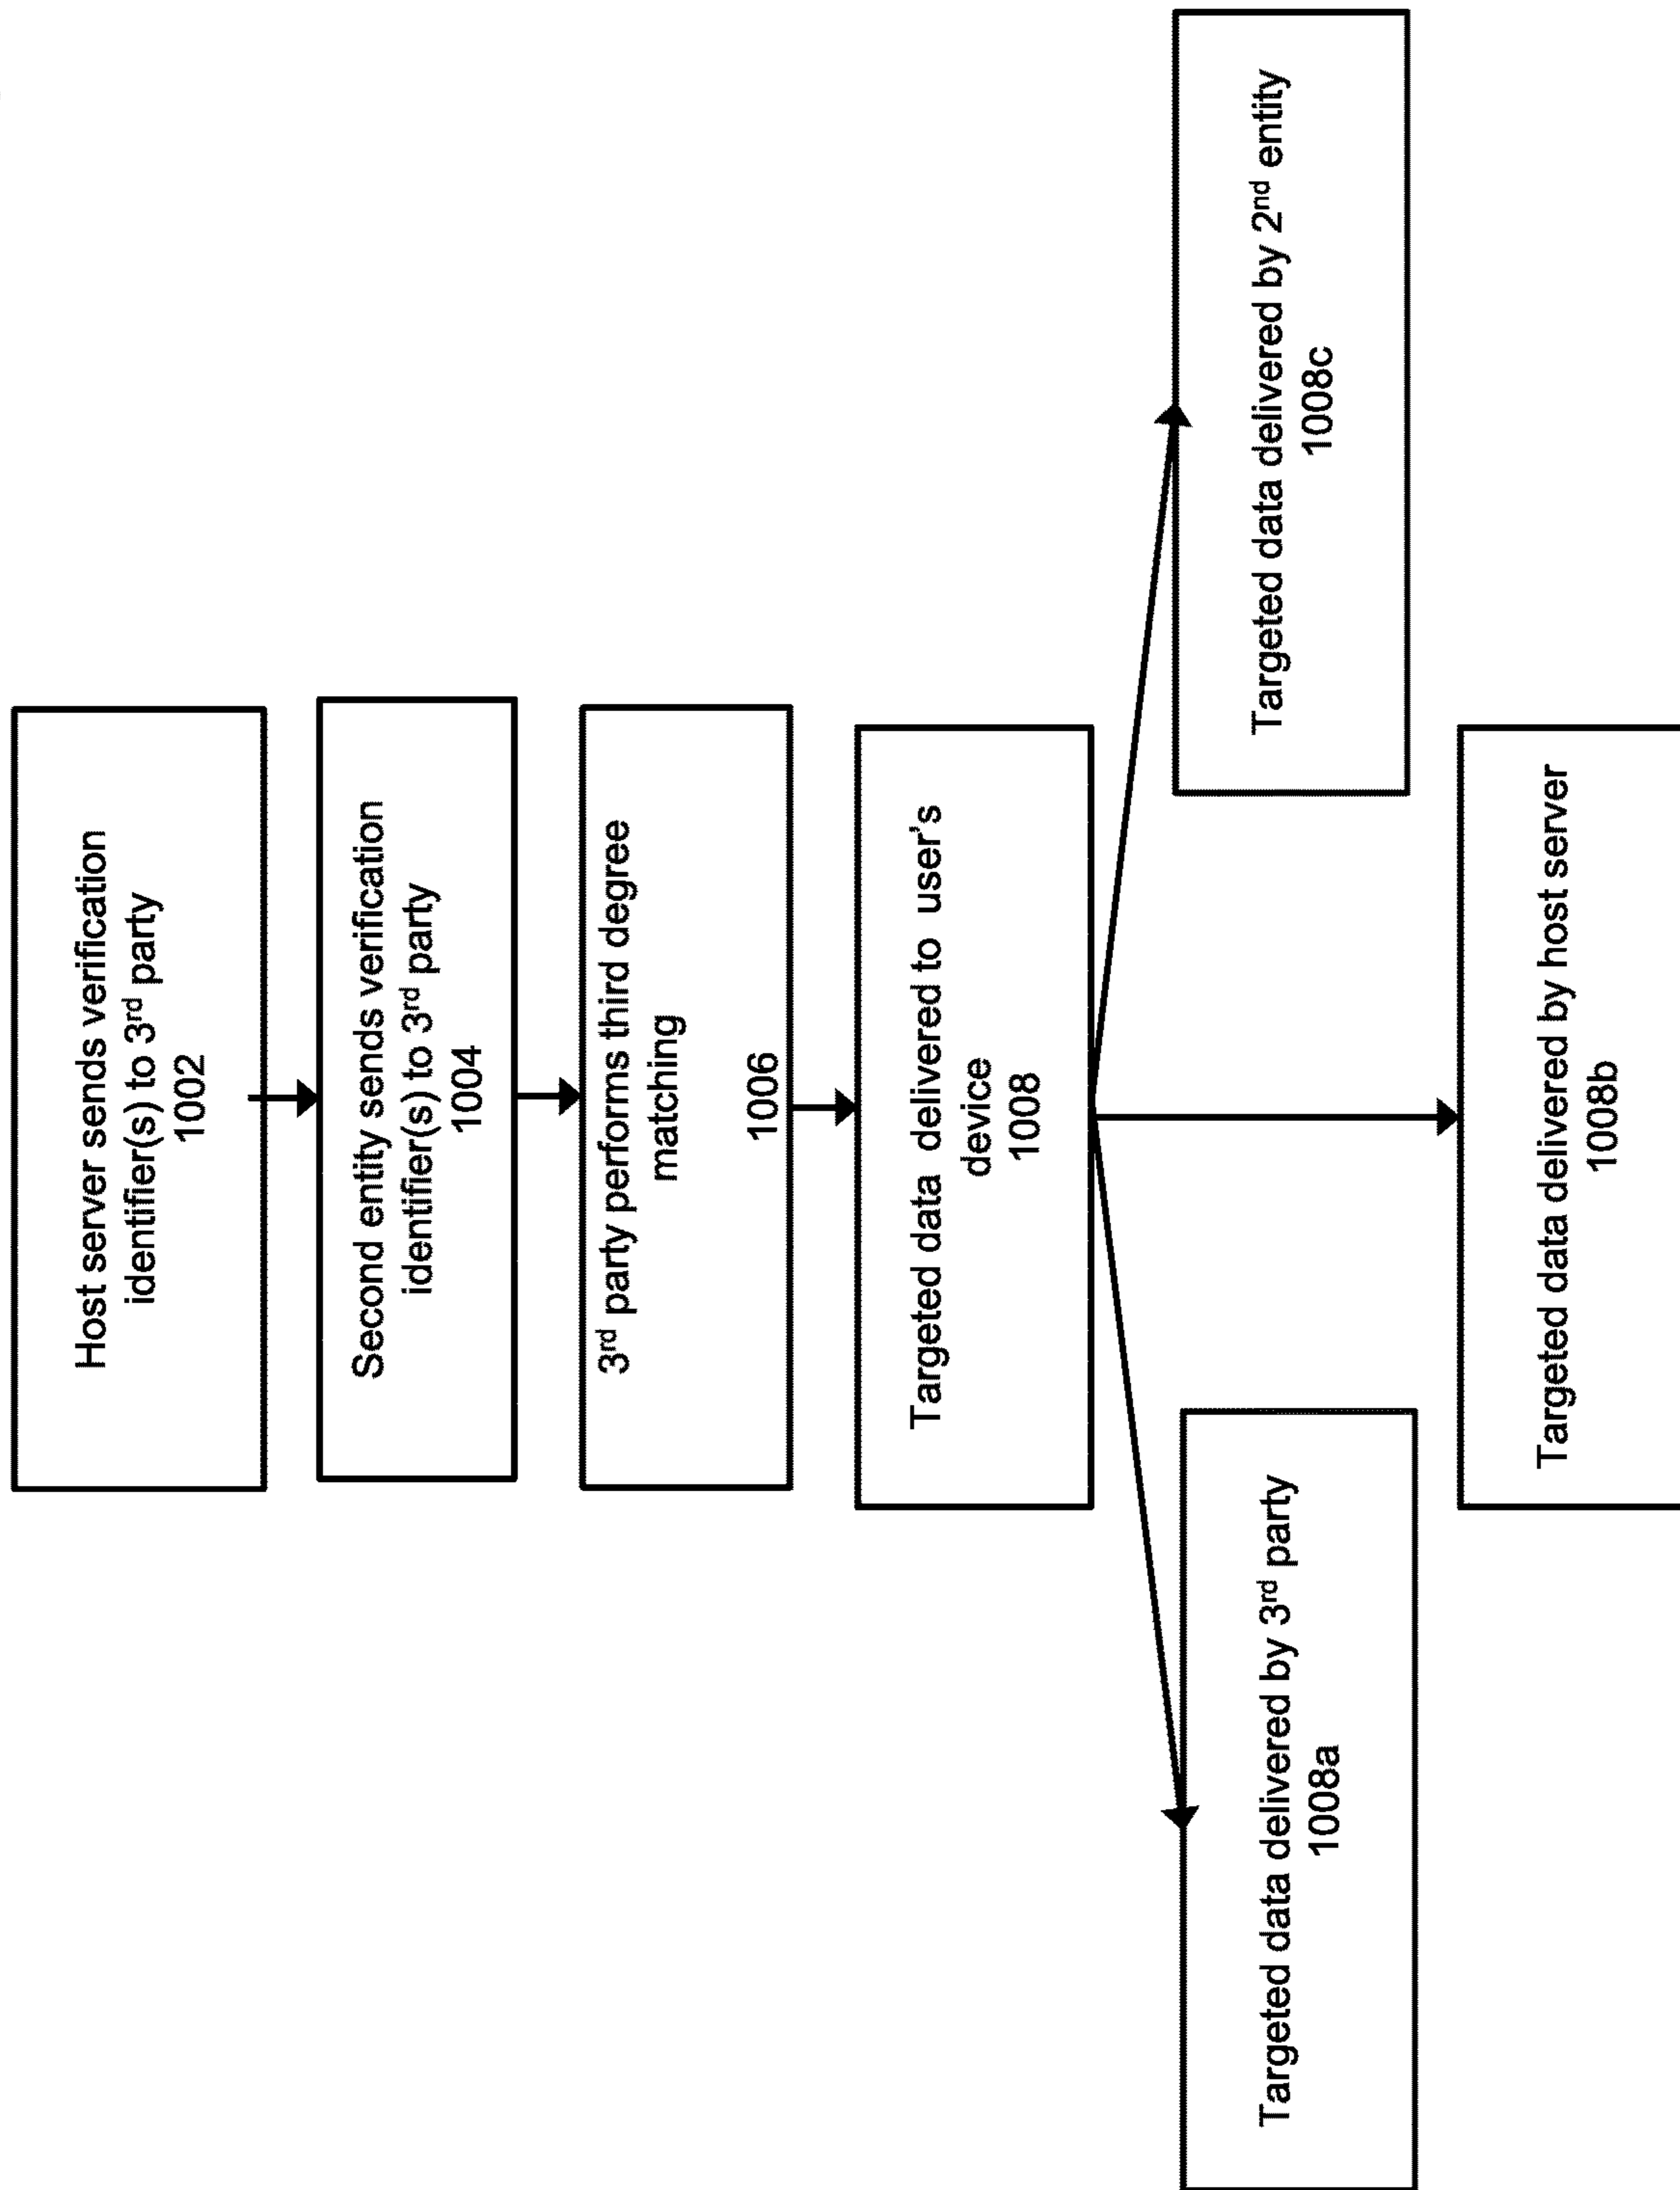 Host server sends verification
identifier(s) to 3rd party
1002
Second entity sends verification
identifier(s) to 3rd party
1004
3rd party performs third degree
matching
1006
Targeted data delivered to user's
device
1008
Targeted data delivered by 3rd party
1008a
Targeted data delivered by host server
1008b
Targeted data delivered by 2nd entity
1008c